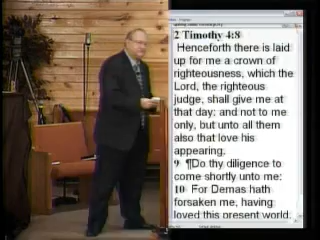 2 Timothy 4:8
Henceforth there is laid
up for me a crown of
righteousness, which the
Lord, the righteous
judge, shall give me at
that day: and not to me
only, but unto all them
also that love his
appearing.
9 ¶Do thy diligence to
come shortly unto me:
10 For Demas hath
forsaken me, having
loved this present world.